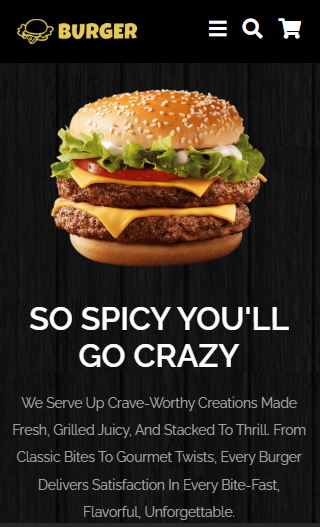 BURGER
SO SPICY YOU'LL
GO CRAZY
We Serve Up Crave-Worthy Creations Made
Fresh, Grilled Juicy, And Stacked To Thrill. From
Classic Bites To Gourmet Twists, Every Burger
Delivers Satisfaction In Every Bite-Fast,
Flavorful, Unforgettable.